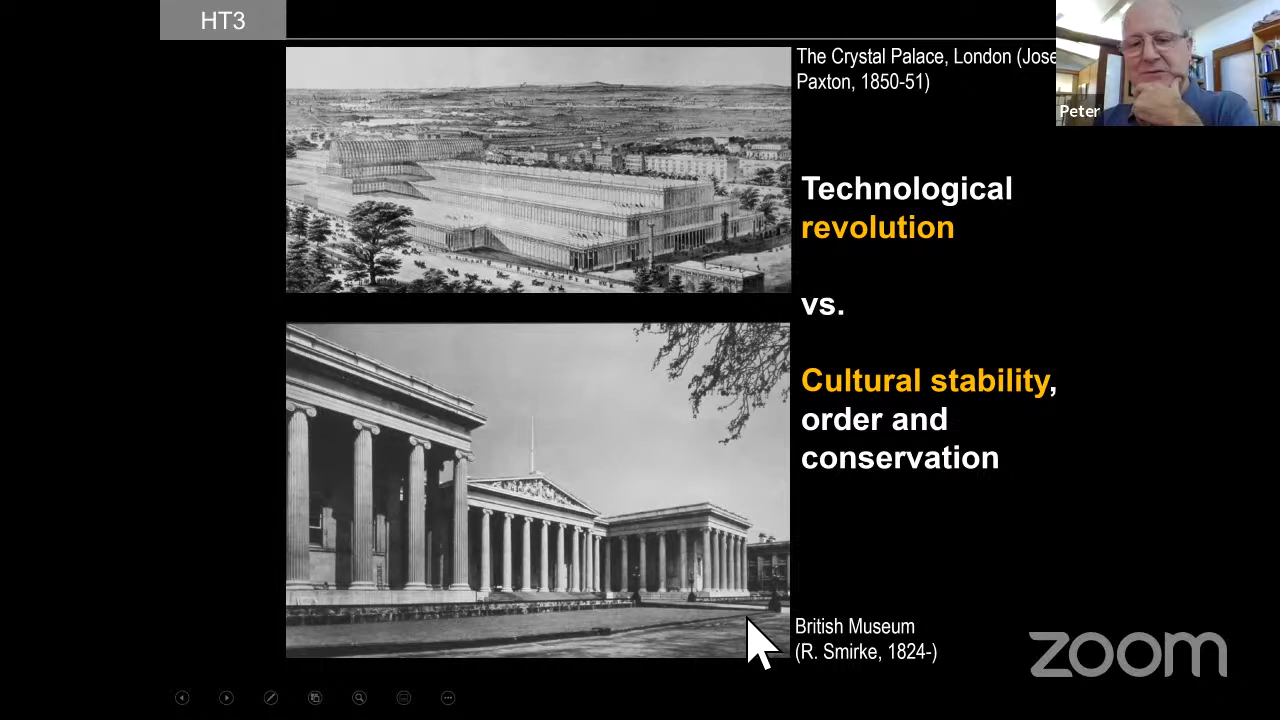 HT3
The Crystal Palace, London (Jose
Paxton, 1850-51)
Peter
Technological
revolution
vs.
Cultural stability,
order and
conservation
British Museum
(R. Smirke, 1824-)
zoom